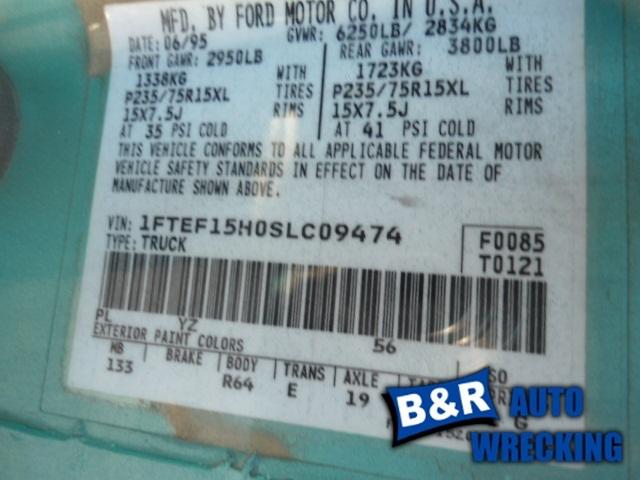 MFD. BY FORD MOTOR CO. IN U.S.A.
DATE: 06/95 GVWR: 6250LB/ 2834KG
FRONT GAWR: 2950LB REAR GAWR: 3800LB
1338KG WITH 1723KG WITH
P235/75R15XL TIRES P235/75R15XL TIRES
15X7.5J RIMS 15X7.5J RIMS
AT 35 PSI COLD AT 41 PSI COLD
THIS VEHICLE CONFORMS TO ALL APPLICABLE FEDERAL MOTOR
VEHICLE SAFETY STANDARDS IN EFFECT ON THE DATE OF
MANUFACTURE SHOWN ABOVE.
VIN: 1FTEF15H0SLC09474 F0085
TYPE: TRUCK T0121
PL YZ 56
EXTERIOR PAINT COLORS
WB BRAKE BODY TRANS AXLE
133 R64 E 19 G
B&R AUTO
WRECKING